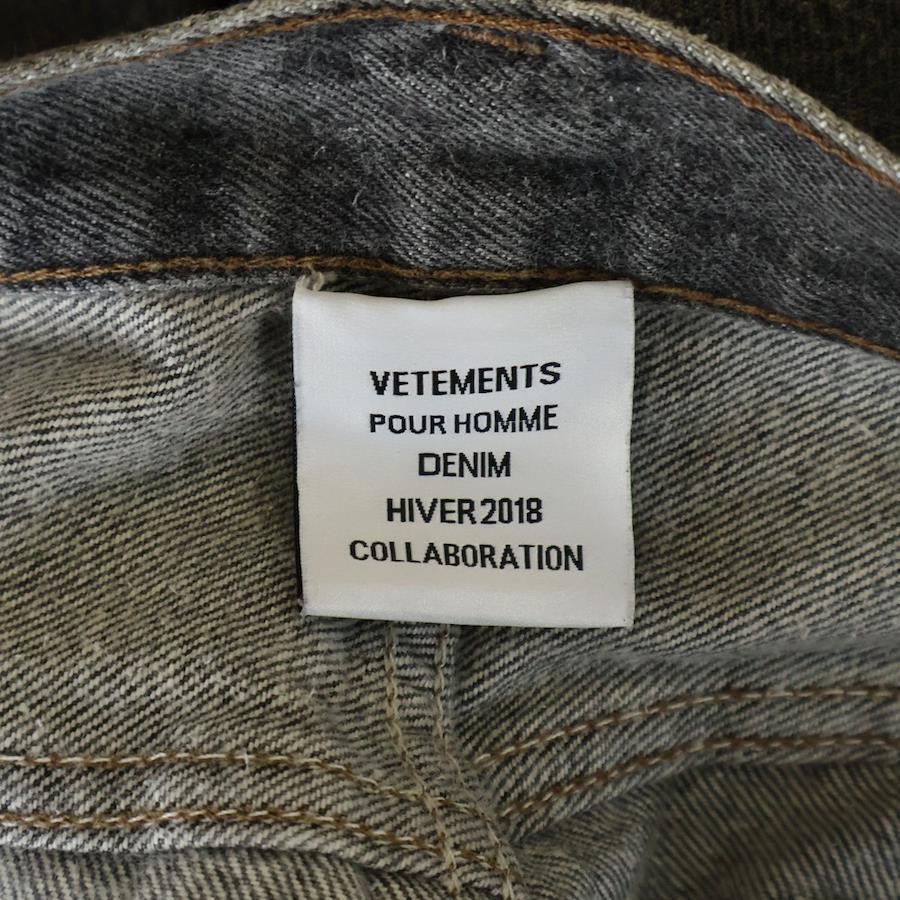 VETEMENTS
POUR HOMME
DENIM
HIVER 2018
COLLABORATION